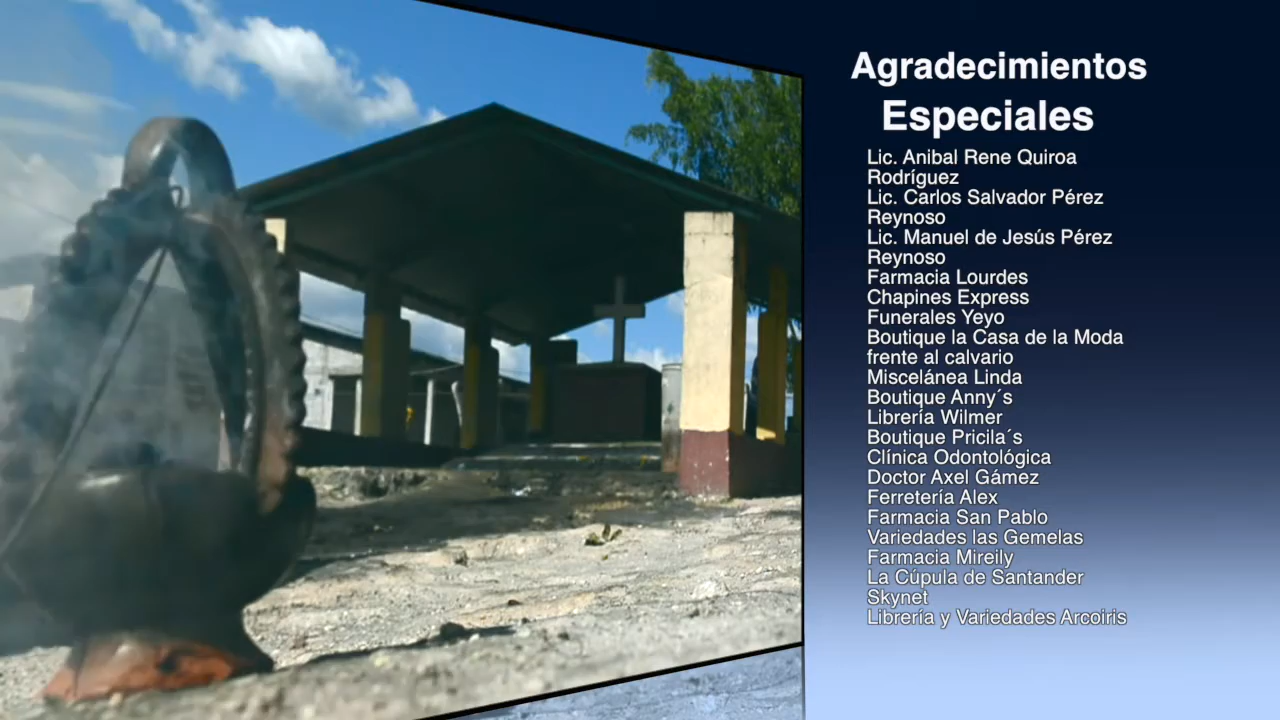 Agradecimientos
Especiales
Lic. Anibal Rene Quiroa
Rodríguez
Lic. Carlos Salvador Pérez
Reynoso
Lic. Manuel de Jesús Pérez
Reynoso
Farmacia Lourdes
Chapines Express
Funerales Yeyo
Boutique la Casa de la Moda
frente al calvario
Miscelánea Linda
Boutique Anny´s
Librería Wilmer
Boutique Pricila´s
Clínica Odontológica
Doctor Axel Gámez
Ferretería Alex
Farmacia San Pablo
Variedades las Gemelas
Farmacia Mireily
La Cúpula de Santander
Skynet
Librería y Variedades Arcoiris